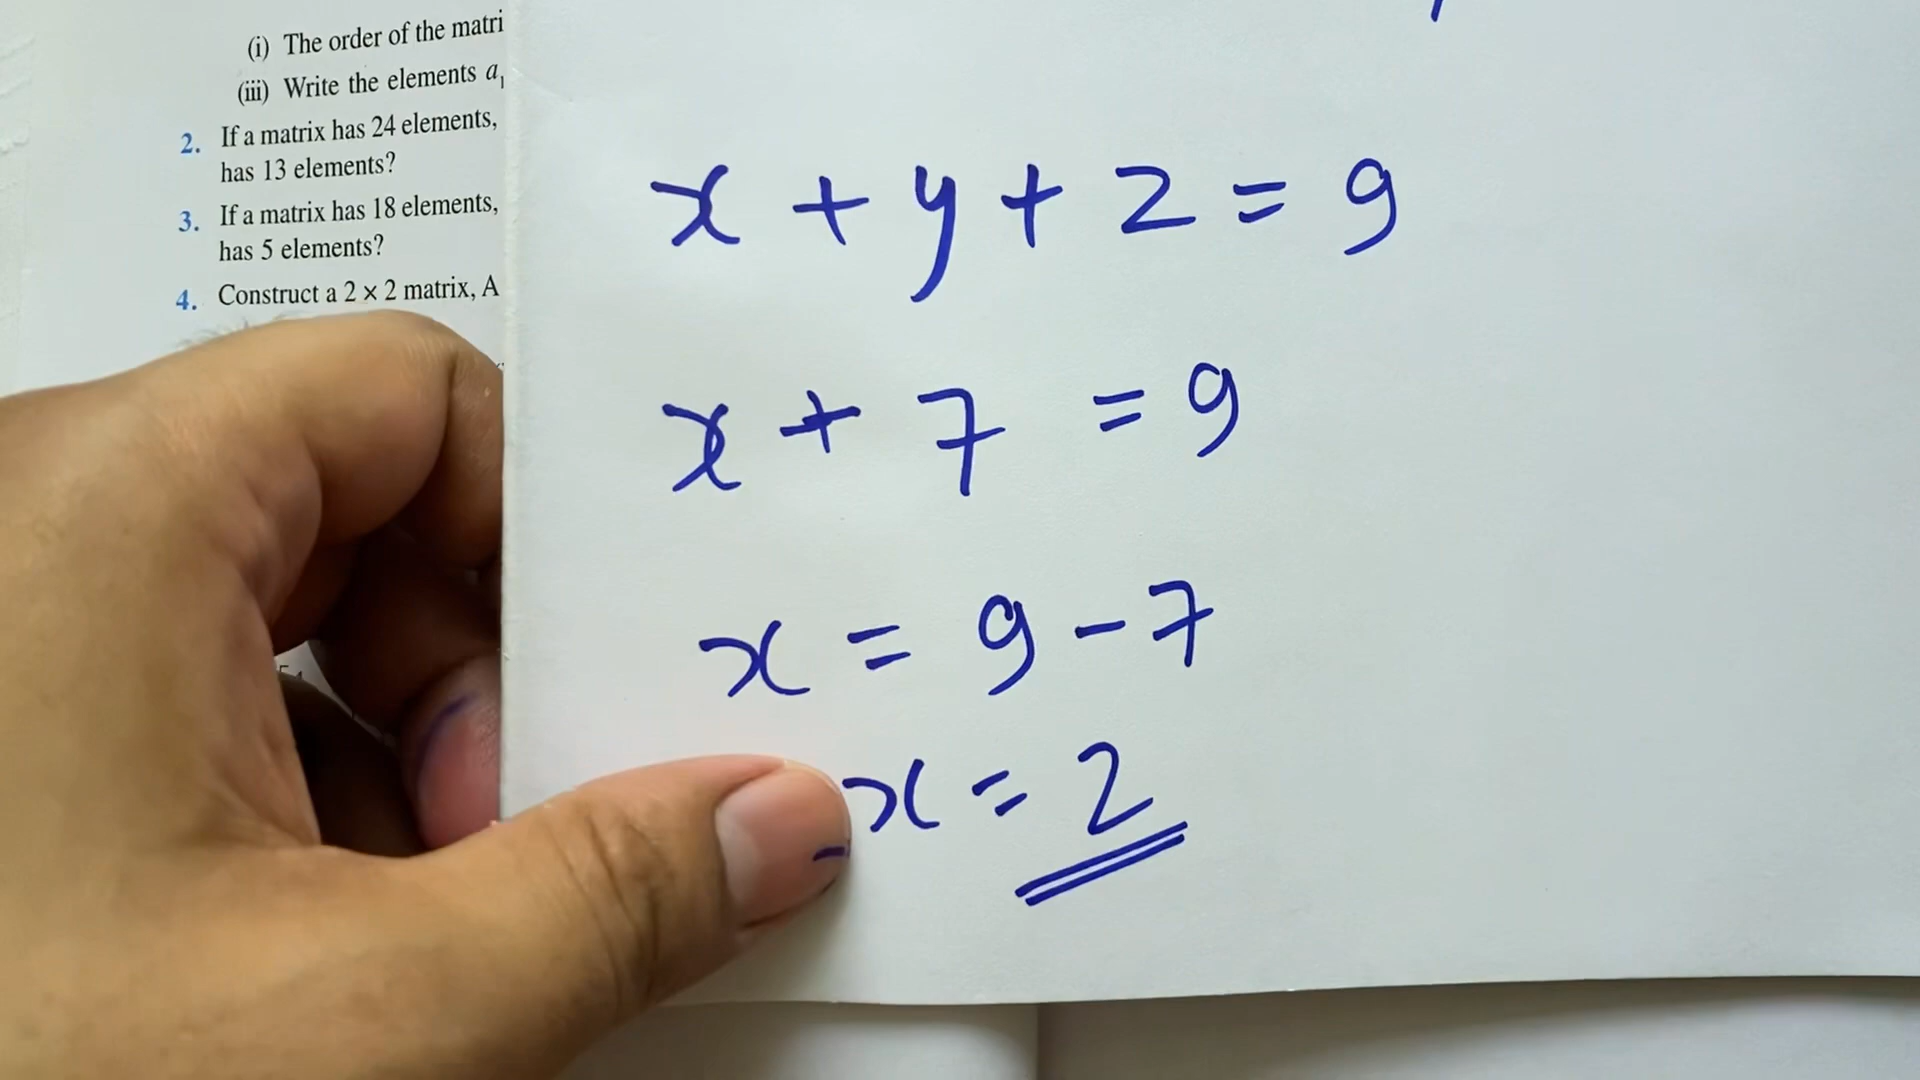 (i) The order of the matri
(iii) Write the elements a₁
2. If a matrix has 24 elements,
has 13 elements?
3. If a matrix has 18 elements,
has 5 elements?
4. Construct a 2 × 2 matrix, A
x + y + z = 9
x + 7 = 9
x = 9 - 7
x = 2